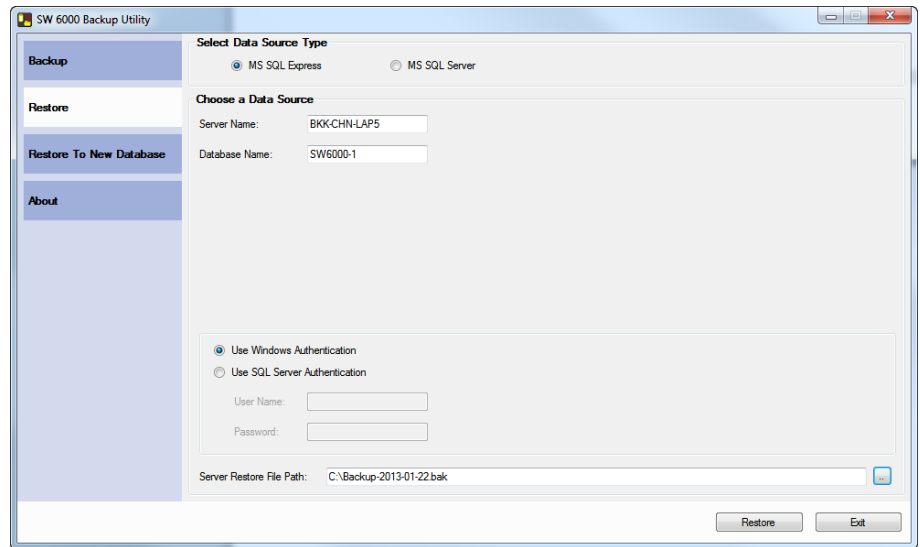 SW 6000 Backup Utility
Backup
Restore
Restore To New Database
About
Select Data Source Type
MS SQL Express MS SQL Server
Choose a Data Source
Server Name: BKK-CHN-LAP5
Database Name: SW6000-1
Use Windows Authentication
Use SQL Server Authentication
User Name:
Password:
Server Restore File Path: C:\Backup-2013-01-22.bak ...
Restore Exit